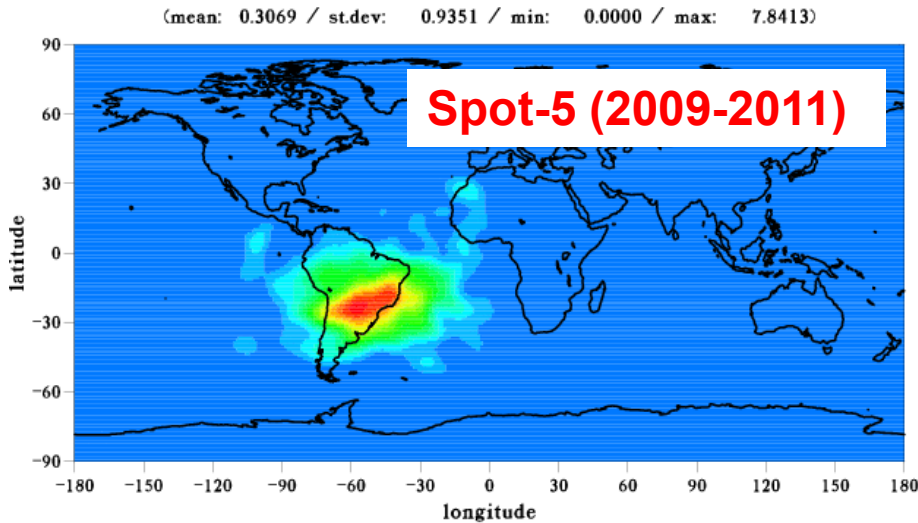 (mean: 0.3069 / st.dev: 0.9351 / min: 0.0000 / max: 7.8413)
90
Spot-5 (2009-2011)
60
30
0
−30
−60
−90
latitude
−180 −150 −120 −90 −60 −30 0 30 60 90 120 150 180
longitude